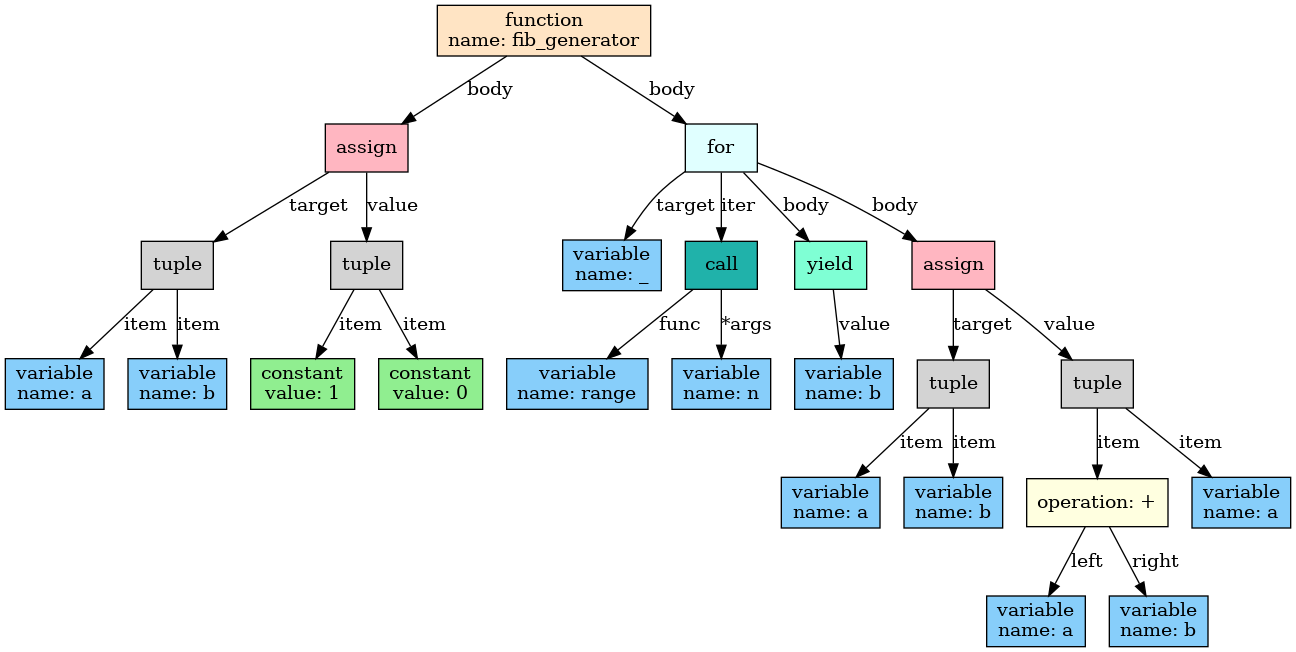 function
name: fib_generator
body
body
assign
for
target
value
target
iter
body
body
tuple
tuple
variable
name: _
call
yield
assign
item
item
item
item
func
*args
value
target
value
variable
name: a
variable
name: b
constant
value: 1
constant
value: 0
variable
name: range
variable
name: n
variable
name: b
tuple
tuple
item
item
item
item
variable
name: a
variable
name: b
operation: +
variable
name: a
left
right
variable
name: a
variable
name: b